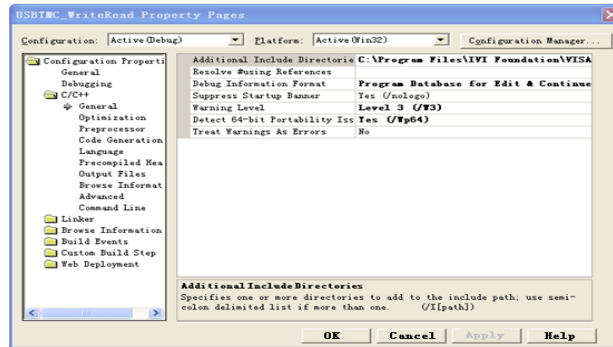 USBTMC_WriteRead Property Pages
Configuration: Active(Debug) Platform: Active(Win32) Configuration Manager...
Configuration Properti
General
Debugging
C/C++
General
Optimization
Preprocessor
Code Generation
Language
Precompiled Hea
Output Files
Browse Informat
Advanced
Command Line
Linker
Browse Information
Build Events
Custom Build Step
Web Deployment
Additional Include Directorie C:\Program Files\IVI Foundation\VISA
Resolve #using References
Debug Information Format Program Database for Edit & Continue
Suppress Startup Banner Yes (/nologo)
Warning Level Level 3 (/W3)
Detect 64-bit Portability Iss Yes (/Wp64)
Treat Warnings As Errors No
Additional Include Directories
Specifies one or more directories to add to the include path; use semi-
colon delimited list if more than one. (/I[path])
OK Cancel Apply Help